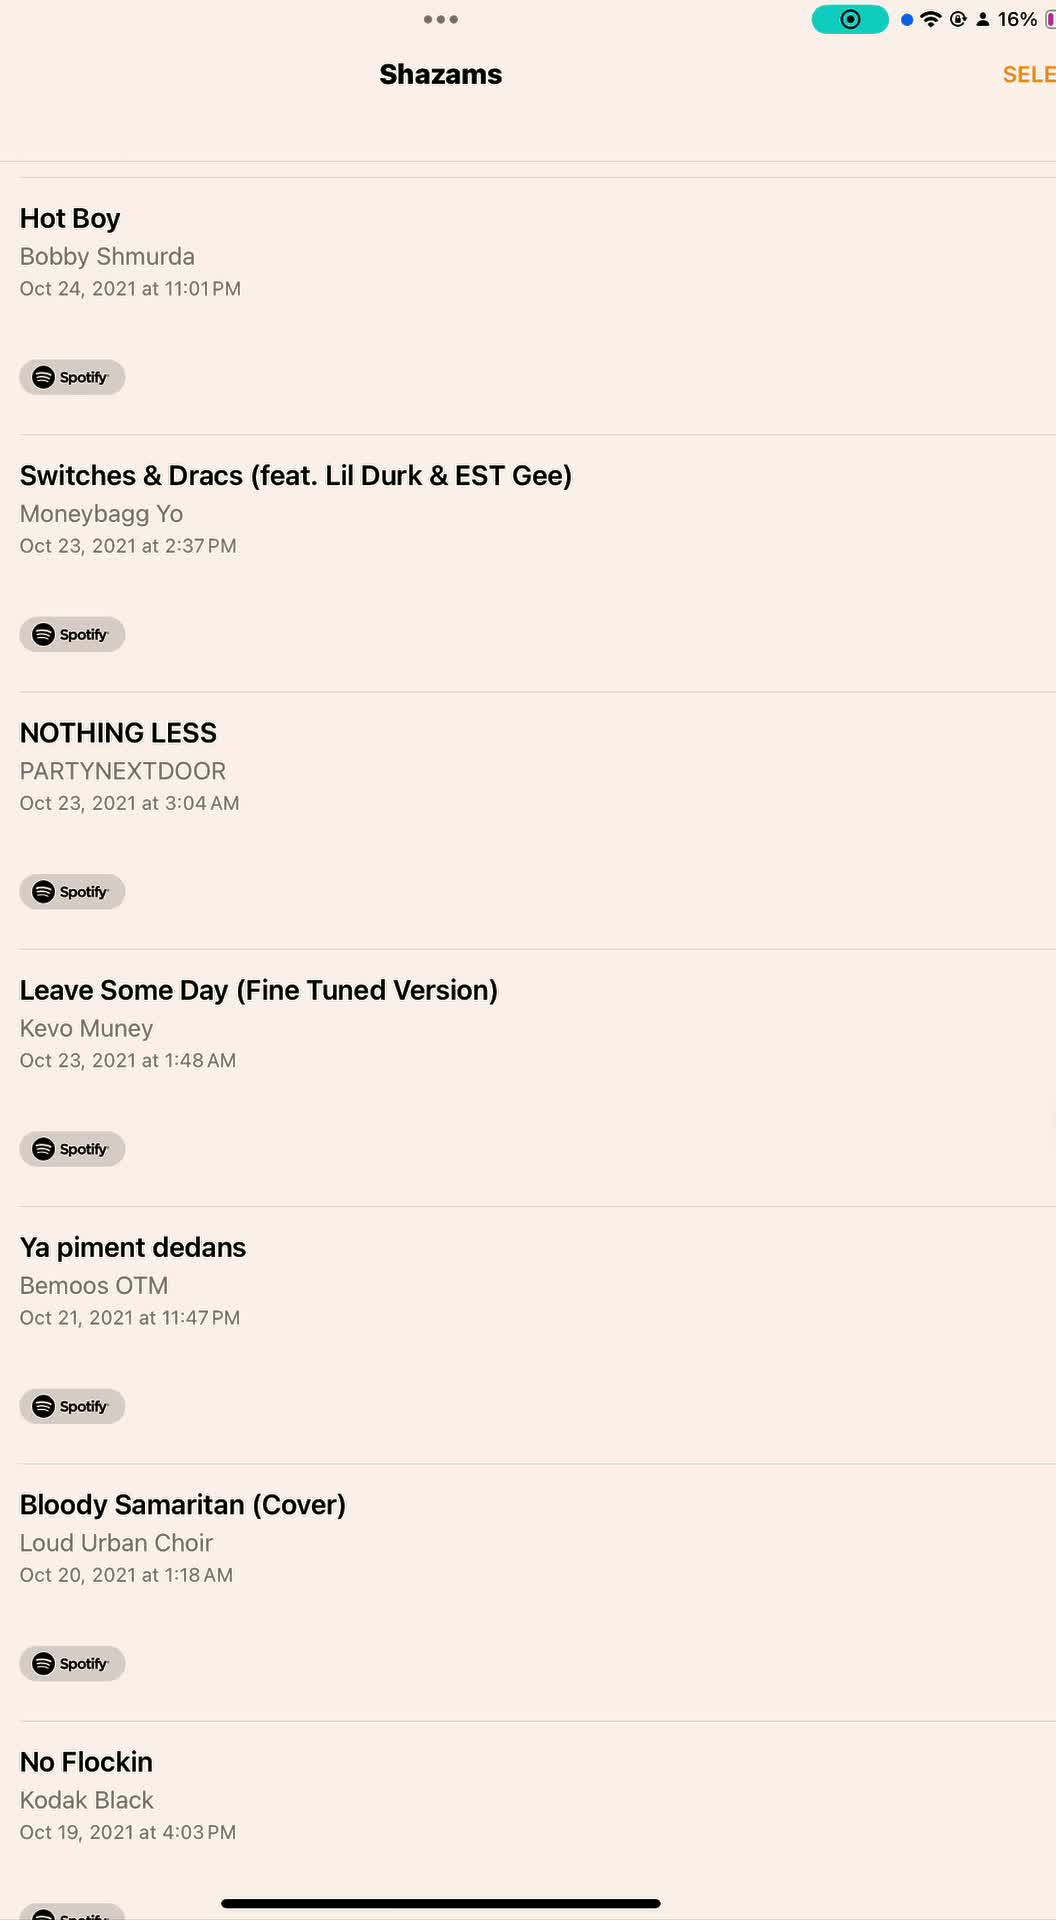 16%
Shazams
SELE
Hot Boy
Bobby Shmurda
Oct 24, 2021 at 11:01 PM
Spotify
Switches & Dracs (feat. Lil Durk & EST Gee)
Moneybagg Yo
Oct 23, 2021 at 2:37 PM
Spotify
NOTHING LESS
PARTYNEXTDOOR
Oct 23, 2021 at 3:04 AM
Spotify
Leave Some Day (Fine Tuned Version)
Kevo Muney
Oct 23, 2021 at 1:48 AM
Spotify
Ya piment dedans
Bemoos OTM
Oct 21, 2021 at 11:47 PM
Spotify
Bloody Samaritan (Cover)
Loud Urban Choir
Oct 20, 2021 at 1:18 AM
Spotify
No Flockin
Kodak Black
Oct 19, 2021 at 4:03 PM
Spotify